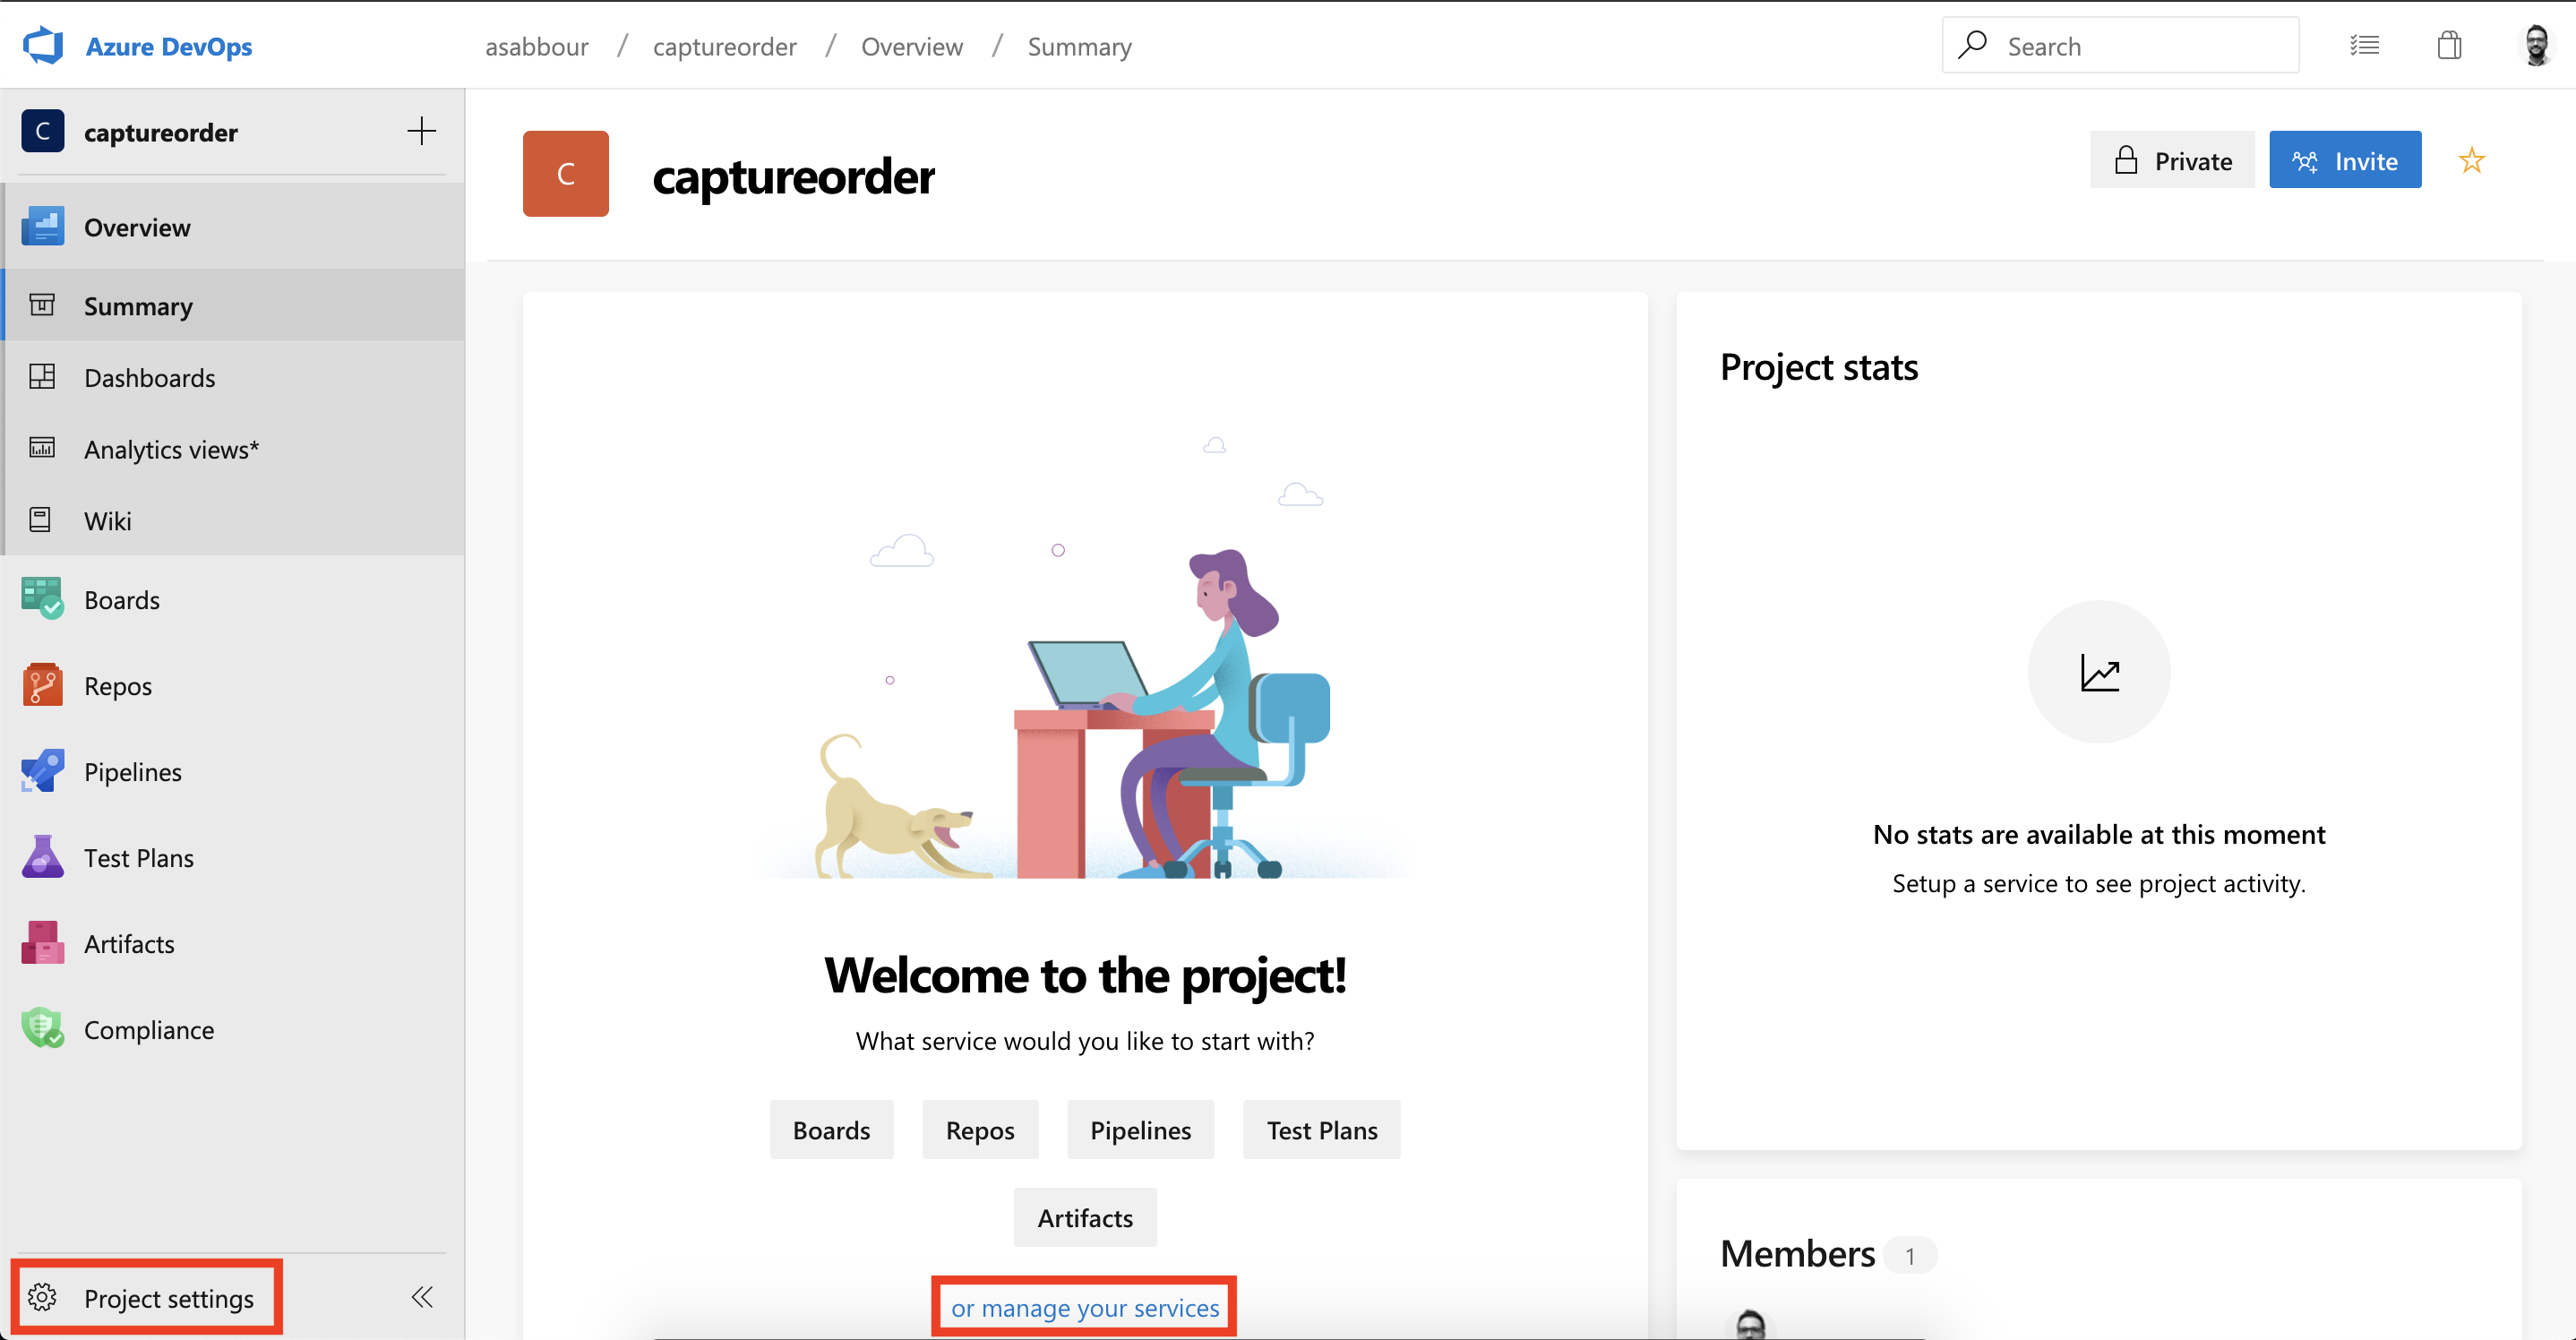 Azure DevOps
asabbour / captureorder / Overview / Summary
Search
C captureorder
Overview
Summary
Dashboards
Analytics views*
Wiki
Boards
Repos
Pipelines
Test Plans
Artifacts
Compliance
Project settings
C captureorder
Private
Invite
Welcome to the project!
What service would you like to start with?
Boards Repos Pipelines Test Plans
Artifacts
or manage your services
Project stats
No stats are available at this moment
Setup a service to see project activity.
Members 1